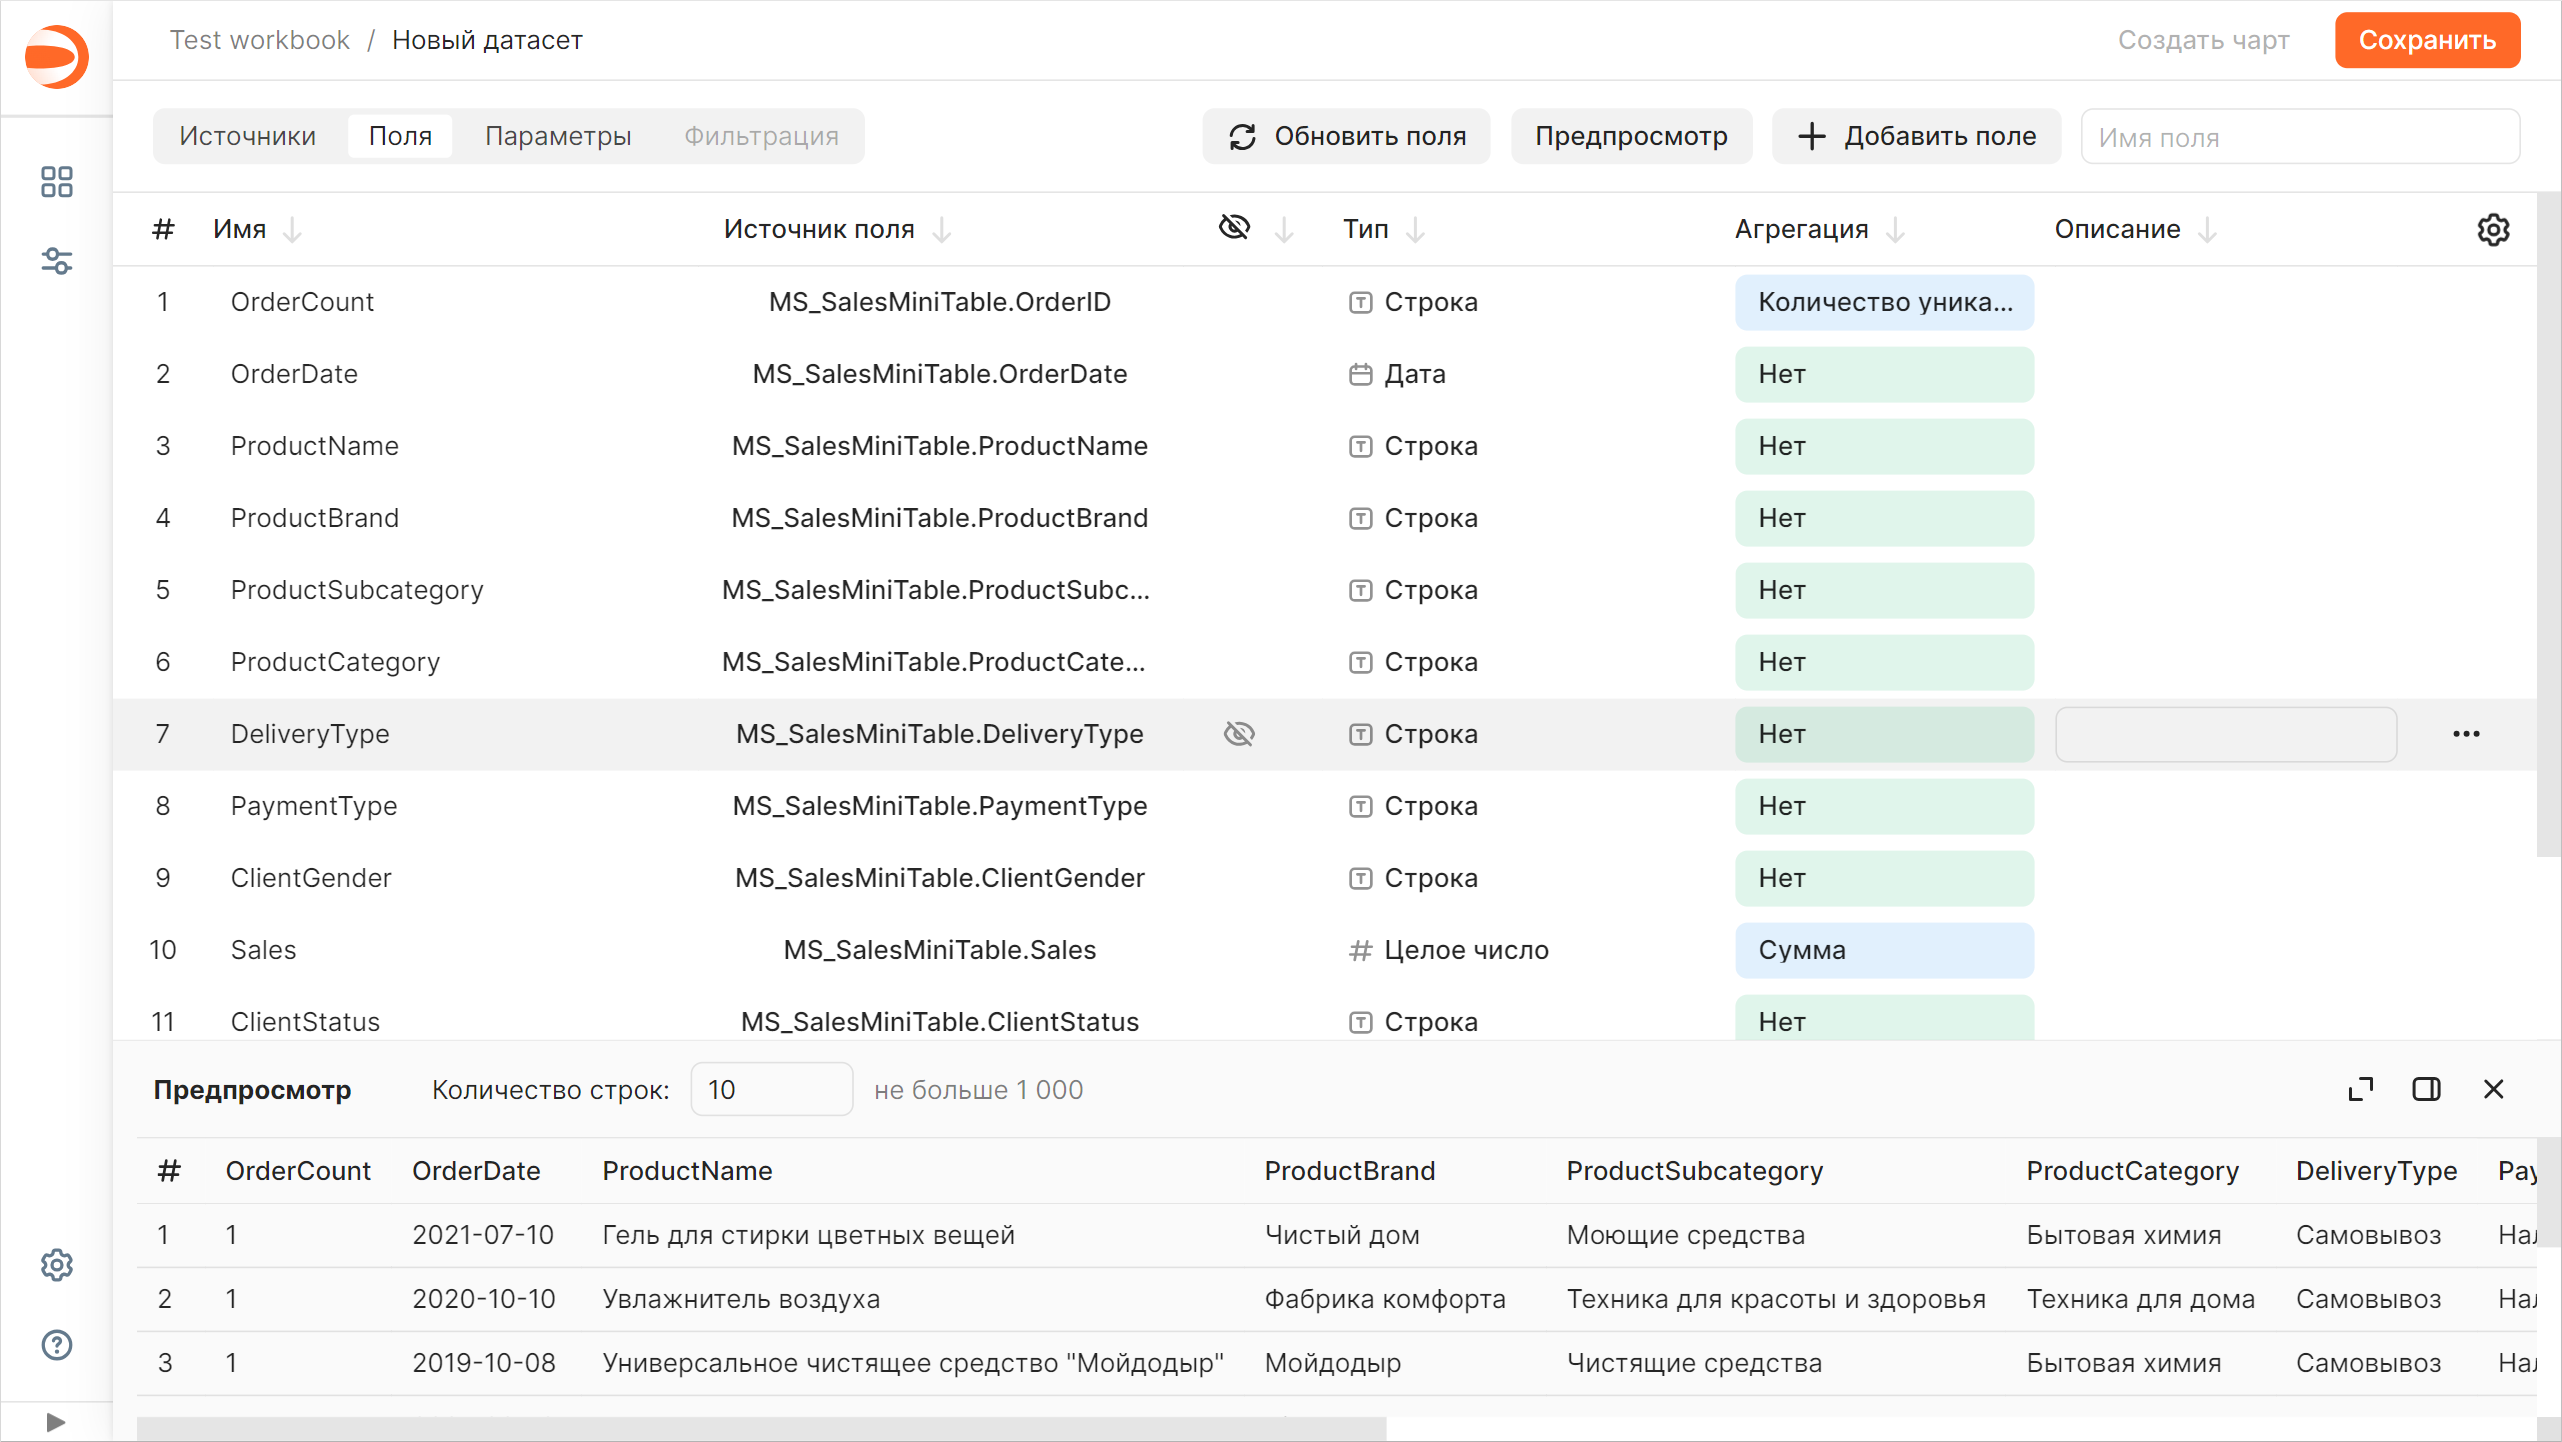 Test workbook / Новый датасет Создать чарт Сохранить
Источники Поля Параметры Фильтрация Обновить поля Предпросмотр Добавить поле Имя поля
# Имя Источник поля Тип Агрегация Описание
1 OrderCount MS_SalesMiniTable.OrderID Строка Количество уника...
2 OrderDate MS_SalesMiniTable.OrderDate Дата Нет
3 ProductName MS_SalesMiniTable.ProductName Строка Нет
4 ProductBrand MS_SalesMiniTable.ProductBrand Строка Нет
5 ProductSubcategory MS_SalesMiniTable.ProductSubc... Строка Нет
6 ProductCategory MS_SalesMiniTable.ProductCate... Строка Нет
7 DeliveryType MS_SalesMiniTable.DeliveryType Строка Нет
8 PaymentType MS_SalesMiniTable.PaymentType Строка Нет
9 ClientGender MS_SalesMiniTable.ClientGender Строка Нет
10 Sales MS_SalesMiniTable.Sales Целое число Сумма
11 ClientStatus MS_SalesMiniTable.ClientStatus Строка Нет
Предпросмотр Количество строк: 10 не больше 1 000
# OrderCount OrderDate ProductName ProductBrand ProductSubcategory ProductCategory DeliveryType Pay
1 1 2021-07-10 Гель для стирки цветных вещей Чистый дом Моющие средства Бытовая химия Самовывоз Нал
2 1 2020-10-10 Увлажнитель воздуха Фабрика комфорта Техника для красоты и здоровья Техника для дома Самовывоз Нал
3 1 2019-10-08 Универсальное чистящее средство "Мойдодыр" Мойдодыр Чистящие средства Бытовая химия Самовывоз Нал